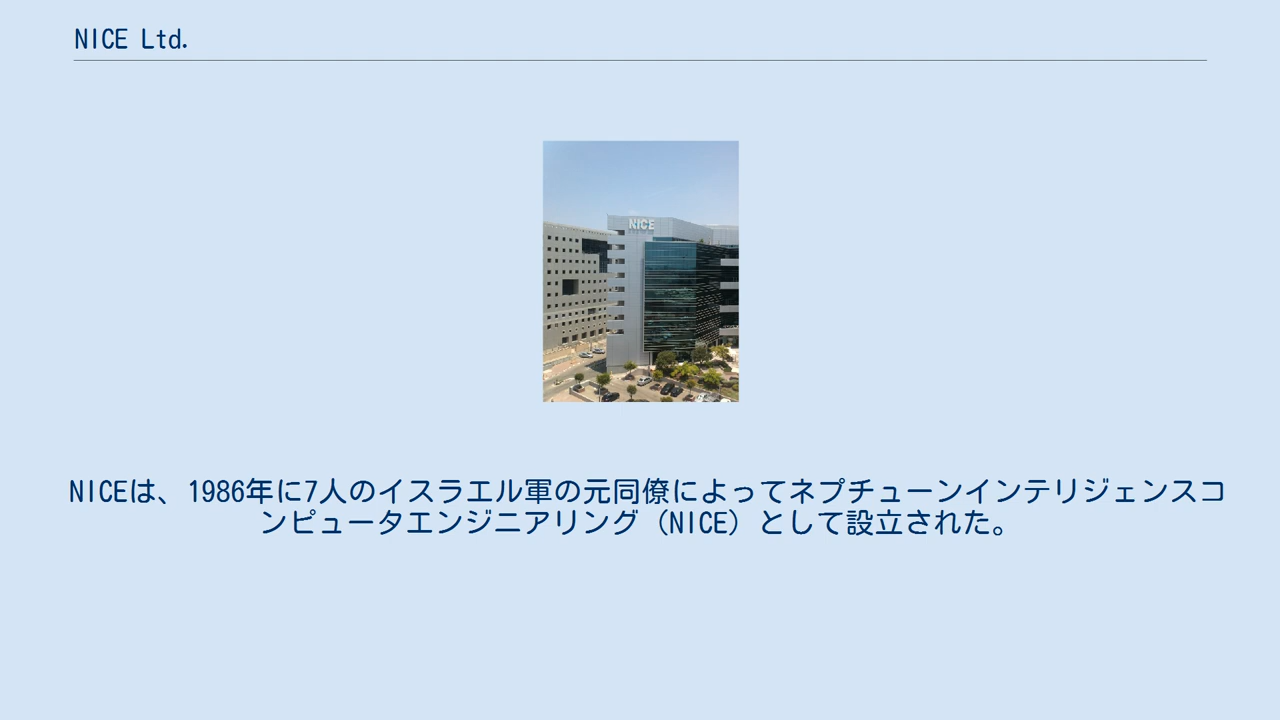 NICE Ltd.
NICE
NICEは、1986年に7人のイスラエル軍の元同僚によってネプチューンインテリジェンスコ
ンピュータエンジニアリング（NICE）として設立された。